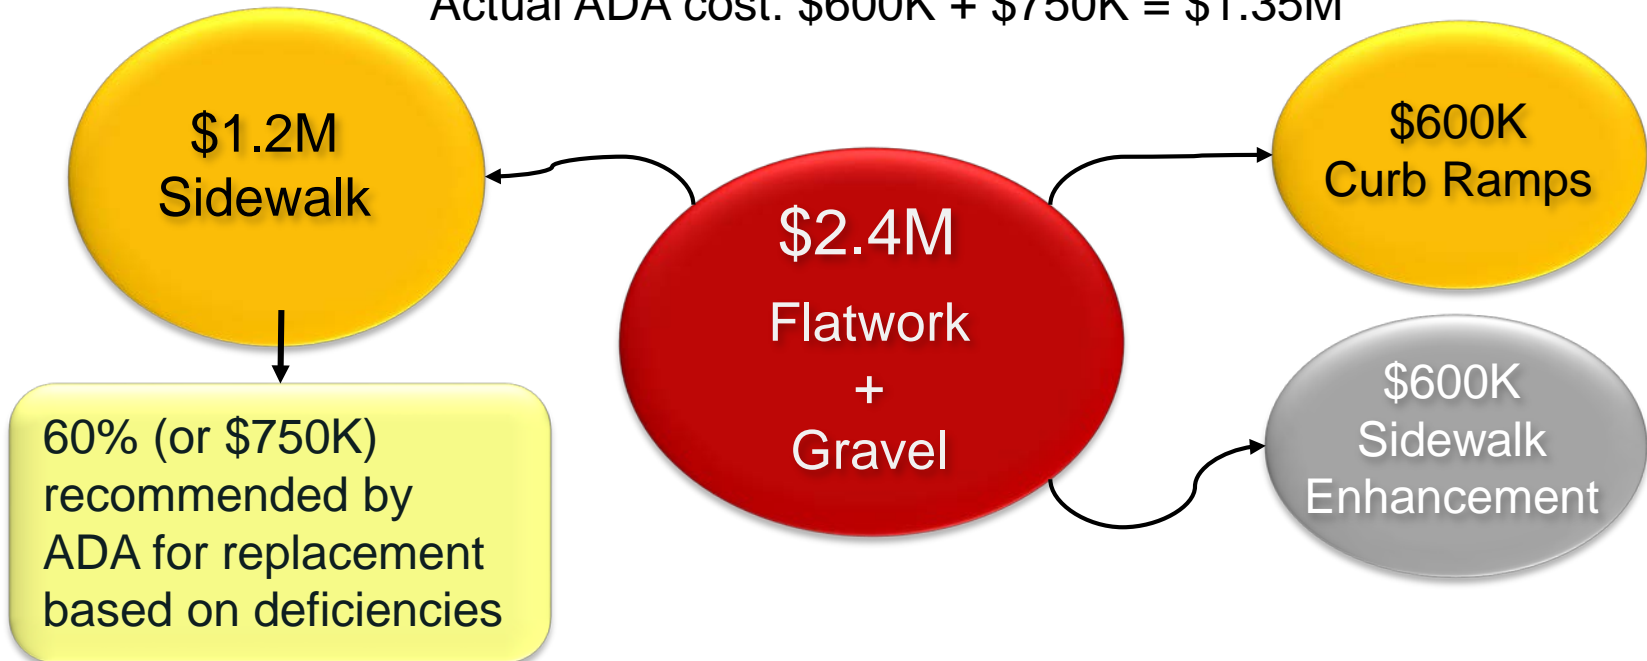 Actual ADA cost: $600K + $750K = $1.35M
$1.2M
Sidewalk
60% (or $750K)
recommended by
ADA for replacement
based on deficiencies
$2.4M
Flatwork
+
Gravel
$600K
Curb Ramps
$600K
Sidewalk
Enhancement